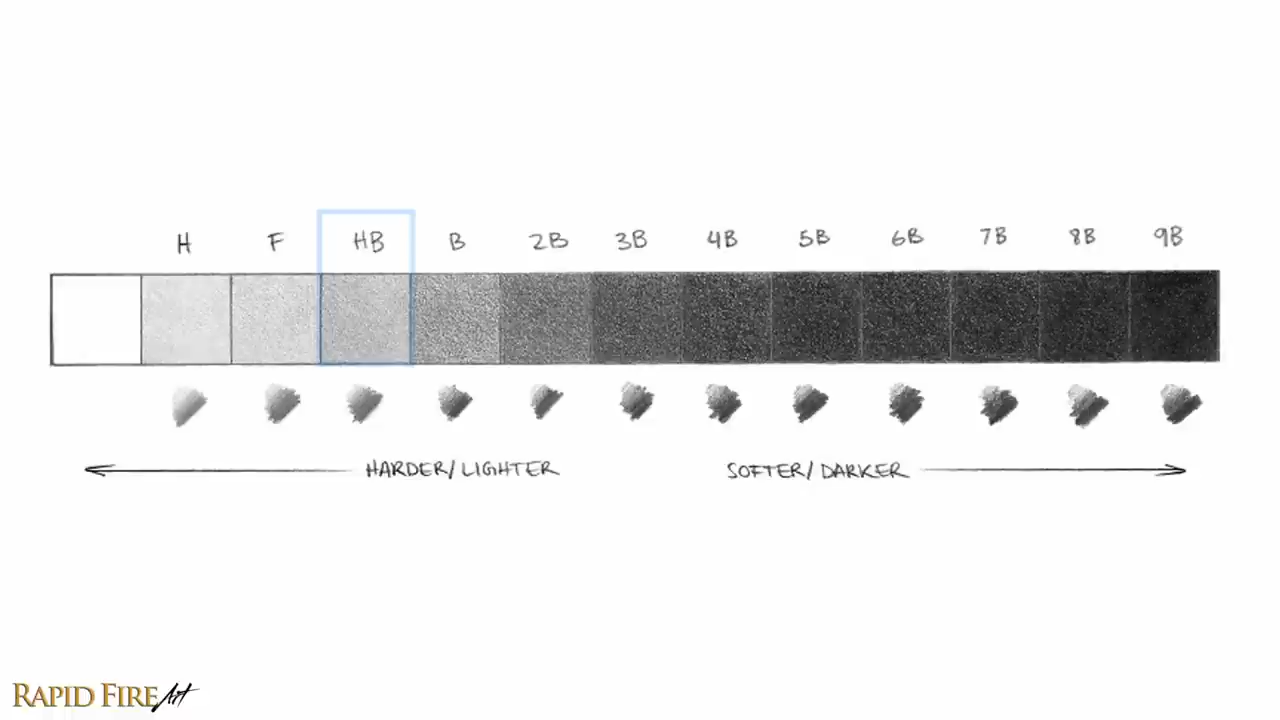 H F HB B 2B 3B 4B 5B 6B 7B 8B 9B
HARDER/LIGHTER SOFTER/DARKER
RAPID FIRE Art